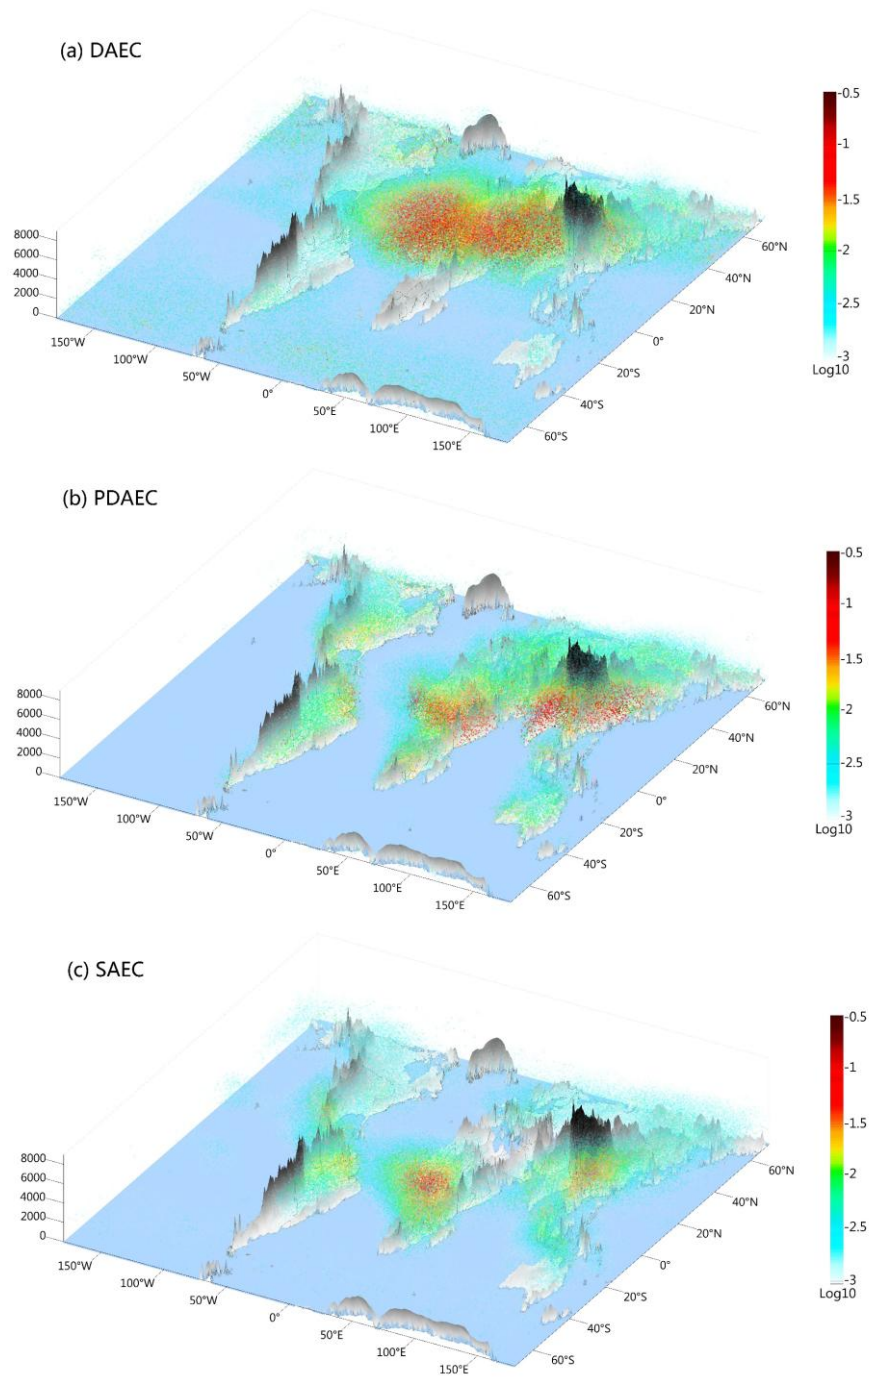 (a) DAEC
-0.5
-1
-1.5
-2
-2.5
-3
Log10
8000
6000
4000
2000
0
150°W
100°W
50°W
0°
50°E
100°E
150°E
60°S
40°S
20°S
0°
20°N
40°N
60°N
(b) PDAEC
-0.5
-1
-1.5
-2
-2.5
-3
Log10
8000
6000
4000
2000
0
150°W
100°W
50°W
0°
50°E
100°E
150°E
60°S
40°S
20°S
0°
20°N
40°N
60°N
(c) SAEC
-0.5
-1
-1.5
-2
-2.5
-3
Log10
8000
6000
4000
2000
0
150°W
100°W
50°W
0°
50°E
100°E
150°E
60°S
40°S
20°S
0°
20°N
40°N
60°N